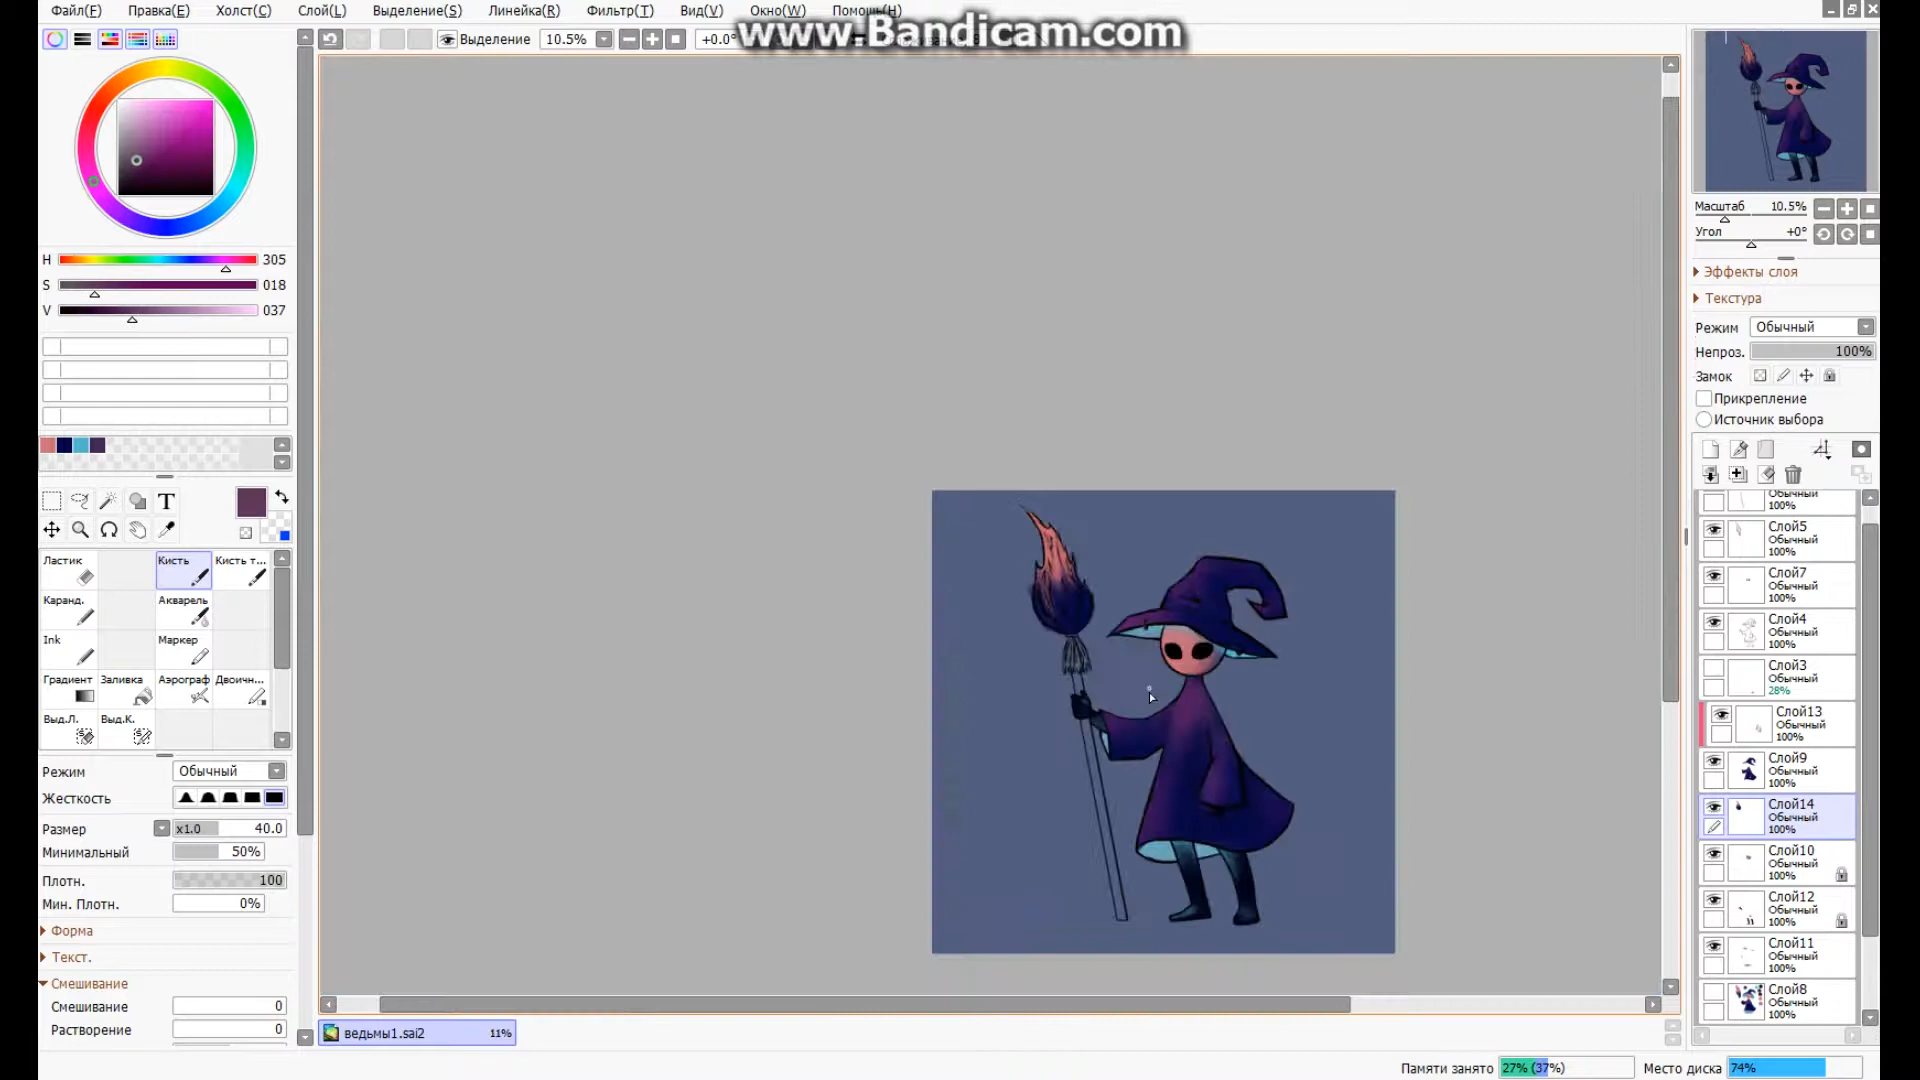 Файл(F) Правка(E) Холст(C) Слой(L) Выделение(S) Линейка(R) Фильтр(T) Вид(V) Окно(W) Помощь(H)
www.Bandicam.com
Выделение 10.5% +0.0°
H 305
S 018
V 037
T
Ластик Кисть Кисть т...
Каранд. Акварель
Ink Маркер
Градиент Заливка Аэрограф Двоичн...
Выд.Л. Выд.К.
Режим Обычный
Жесткость
Размер x1.0 40.0
Минимальный 50%
Плотн. 100
Мин. Плотн. 0%
Форма
Текст.
Смешивание
Смешивание 0
Растворение 0
ведьмы1.sai2 11%
Масштаб 10.5%
Угол +0°
Эффекты слоя
Текстура
Режим Обычный
Непроз. 100%
Замок
Прикрепление
Источник выбора
Обычный
100%
Слой5
Обычный
100%
Слой7
Обычный
100%
Слой4
Обычный
100%
Слой3
Обычный
28%
Слой13
Обычный
100%
Слой9
Обычный
100%
Слой14
Обычный
100%
Слой10
Обычный
100%
Слой12
Обычный
100%
Слой11
Обычный
100%
Слой8
Обычный
100%
Памяти занято 27% (37%) Место диска 74%